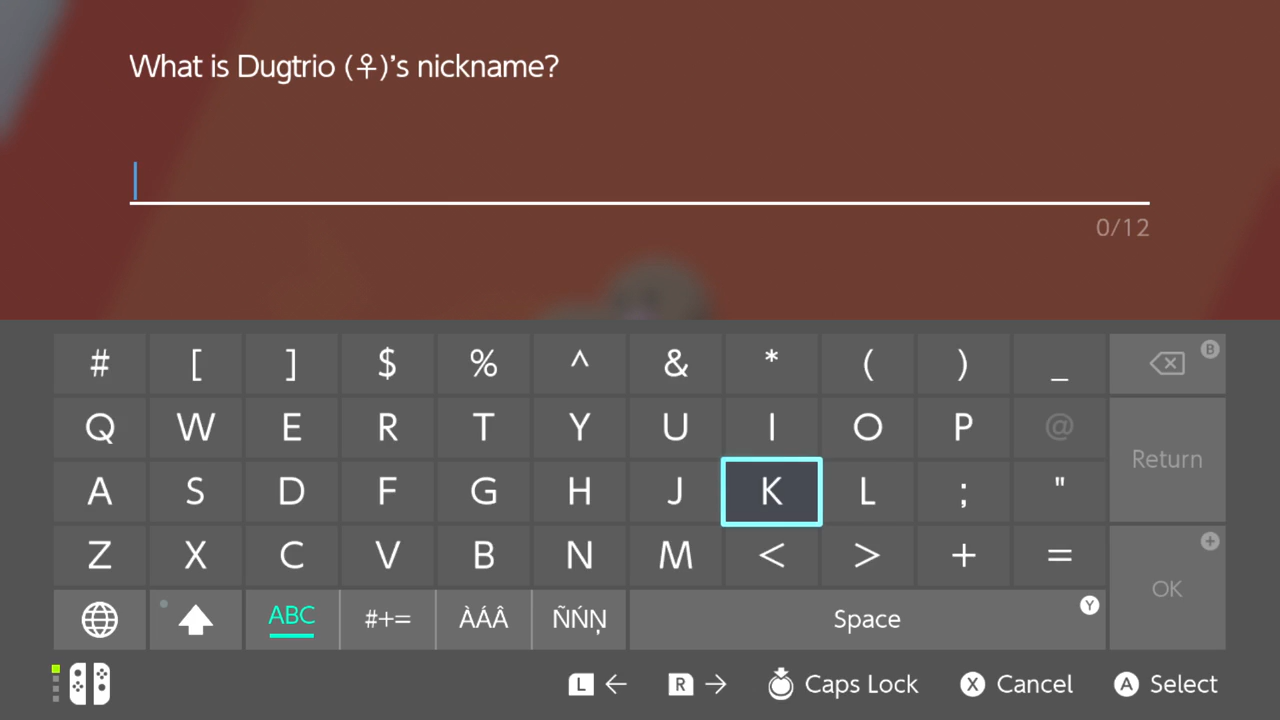 What is Dugtrio (♀)'s nickname?
0/12
# [ ] $ % ^ & * ( ) _ B
Q W E R T Y U I O P @ Return
A S D F G H J K L ; "
Z X C V B N M < > + = + OK
ABC #+= ÀÁÂ ÑŃŅ Space Y
L ← R → Caps Lock X Cancel A Select